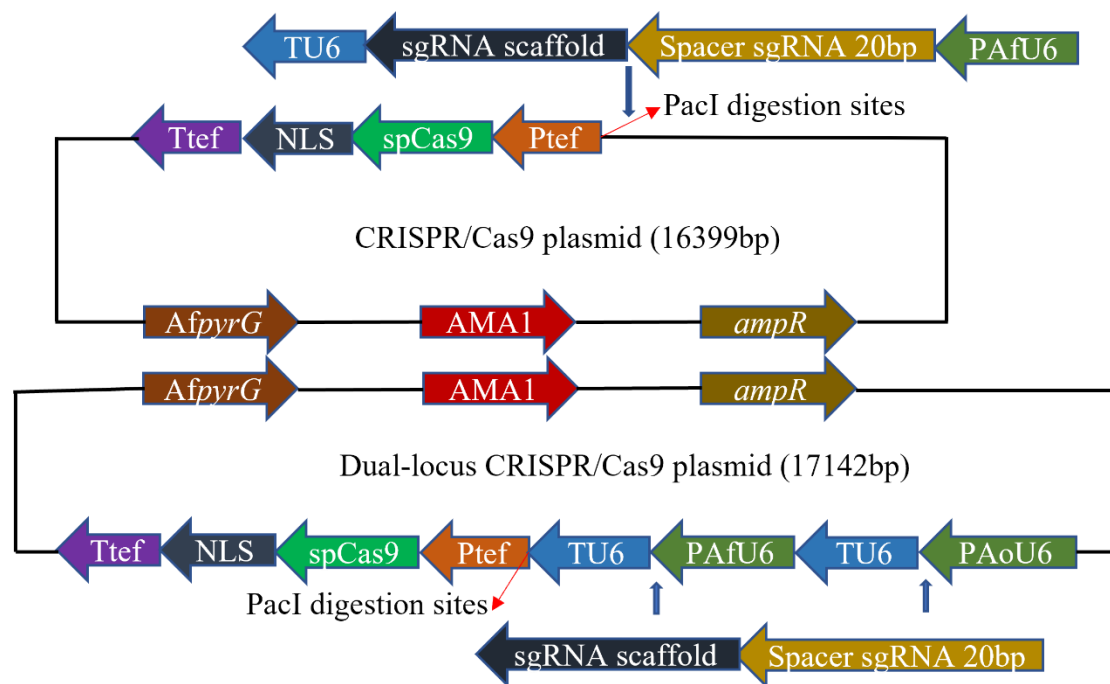 TU6 sgRNA scaffold Spacer sgRNA 20bp PAfU6
PacI digestion sites
Ttef NLS spCas9 Ptef
CRISPR/Cas9 plasmid (16399bp)
AfpyrG AMA1 ampR
AfpyrG AMA1 ampR
Dual-locus CRISPR/Cas9 plasmid (17142bp)
Ttef NLS spCas9 Ptef TU6 PAfU6 TU6 PAoU6
PacI digestion sites
sgRNA scaffold Spacer sgRNA 20bp